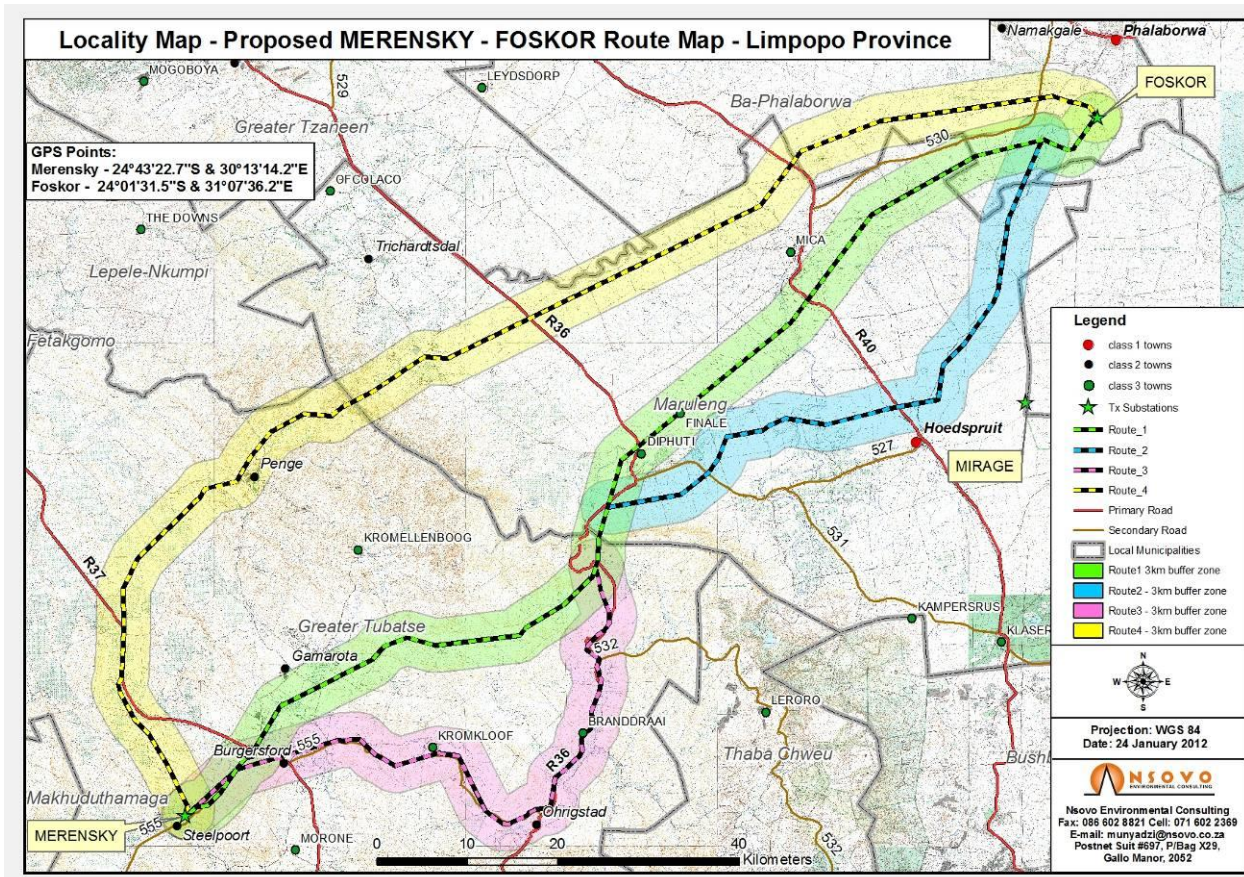 Locality Map - Proposed MERENSKY - FOSKOR Route Map - Limpopo Province
Namakgale
Phalaborwa
MOGOBOYA
529
LEYDSDORP
FOSKOR
Ba-Phalaborwa
Greater Tzaneen
530
GPS Points:
Merensky - 24°43'22.7"S & 30°13'14.2"E
Foskor - 24°01'31.5"S & 31°07'36.2"E
OFCOLACO
THE DOWNS
Trichardtsdal
MICA
Lepele-Nkumpi
R36
Fetakgomo
R40
Maruleng
FINALE
DIPHUTI
Hoedspruit
527
MIRAGE
Penge
531
KROMELLENBOOG
R37
KAMPERSRUS
KLASER
Greater Tubatse
532
Gamarota
LERORO
BRANDDRAAI
Burgersford
555
KROMKLOOF
R36
Thaba Chweu
Bushb
Makhuduthamaga
MERENSKY
555
Steelpoort
Ohrigstad
MORONE
532
0 10 20 40
Kilometers
Legend
class 1 towns
class 2 towns
class 3 towns
Tx Substations
Route_1
Route_2
Route_3
Route_4
Primary Road
Secondary Road
Local Municipalities
Route1 3km buffer zone
Route2 - 3km buffer zone
Route3 - 3km buffer zone
Route4 - 3km buffer zone
N
W E
S
Projection: WGS 84
Date: 24 January 2012
NSOVO
ENVIRONMENTAL CONSULTING
Nsovo Environmental Consulting
Fax: 086 602 8821 Cell: 071 602 2369
E-mail: munyadzi@nsovo.co.za
Postnet Suit #697, P/Bag X29,
Gallo Manor, 2052